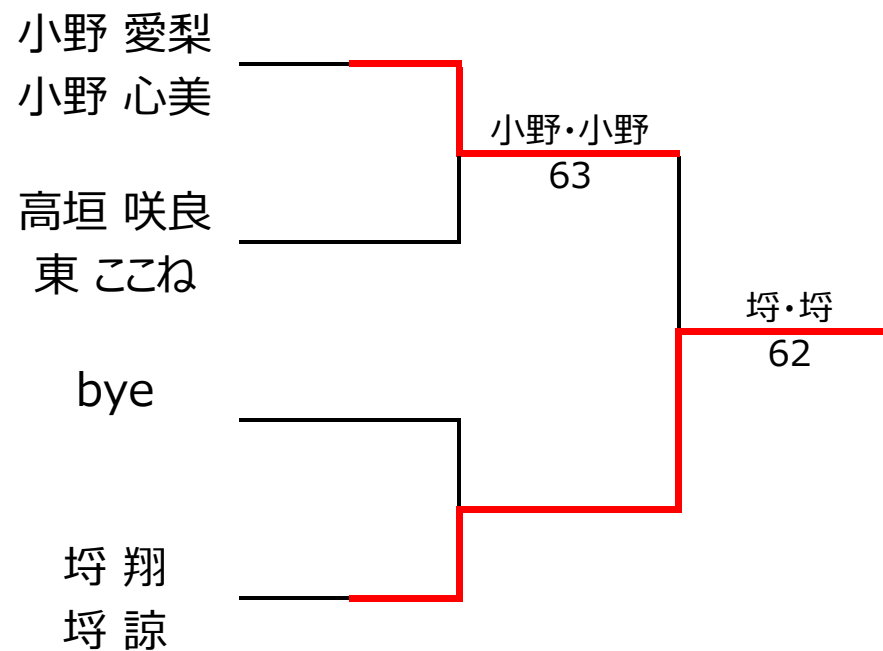 小野 愛梨
小野 心美
小野・小野
63
高垣 咲良
東 ここね
埒・埒
62
bye
埒 翔
埒 諒